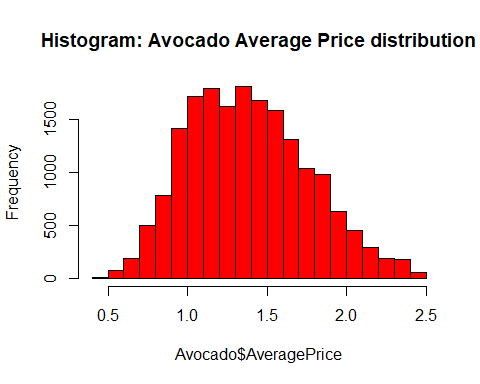 Histogram: Avocado Average Price distribution
Frequency
1500
1000
500
0
0.5 1.0 1.5 2.0 2.5
Avocado$AveragePrice